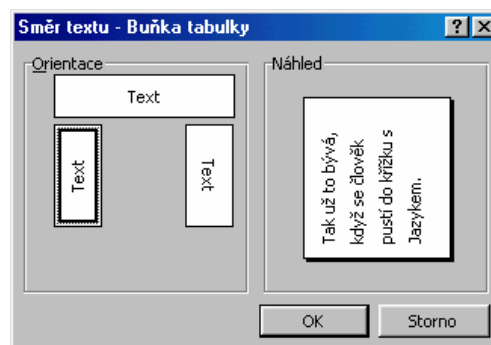 Směr textu - Buňka tabulky
Orientace
Text
Text
Text
Náhled
Tak už to bývá,
když se člověk
pustí do křížku s
Jazykem.
OK
Storno